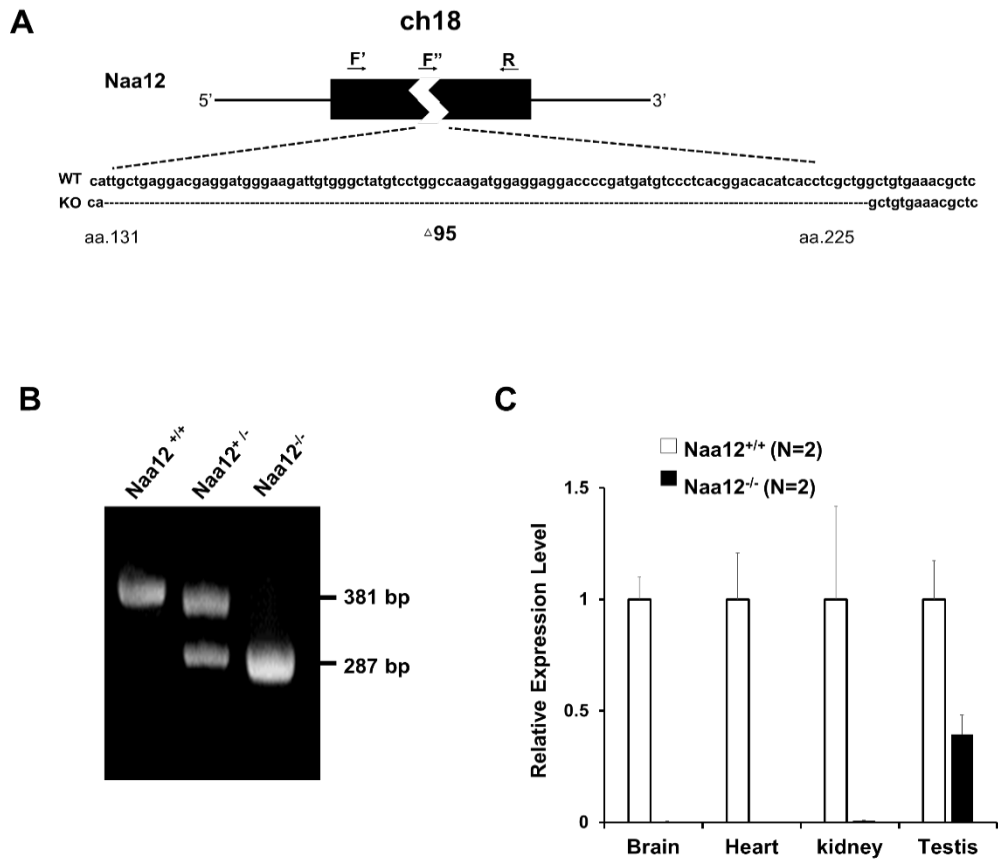 A
ch18
F’ F” R
Naa12
5’ 3’
WT cattgctgaggacgaggatgggaagattgtgggctatgtcctggccaagatggaggaggaccccgatgatgtccctcacggacacatcacctcgctggctgtgaaacgctc
KO ca-----------------------------------------------------------------------------------------------gctgtgaaacgctc
aa.131 △95 aa.225
B
Naa12 +/+ Naa12+ /- Naa12-/-
381 bp
287 bp
C
Naa12+/+ (N=2)
Naa12-/- (N=2)
Relative Expression Level
1.5
1
0.5
0
Brain Heart kidney Testis